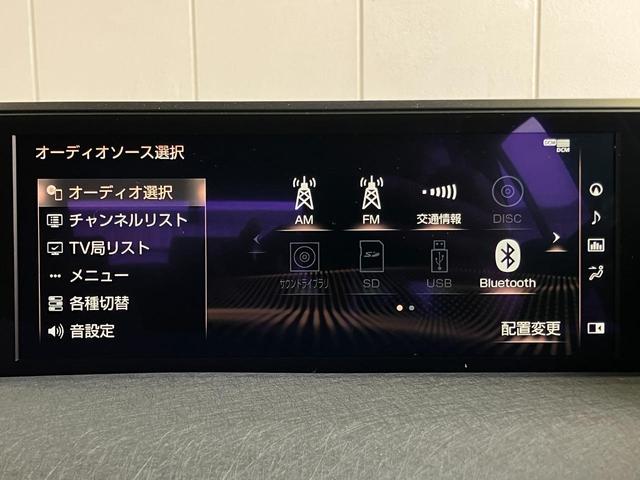 オーディオソース選択
DCM
DCM
オーディオ選択
チャンネルリスト
TV局リスト
メニュー
各種切替
音設定
AM
FM
交通情報
DISC
サウンドライブラリ
SD
USB
Bluetooth
配置変更